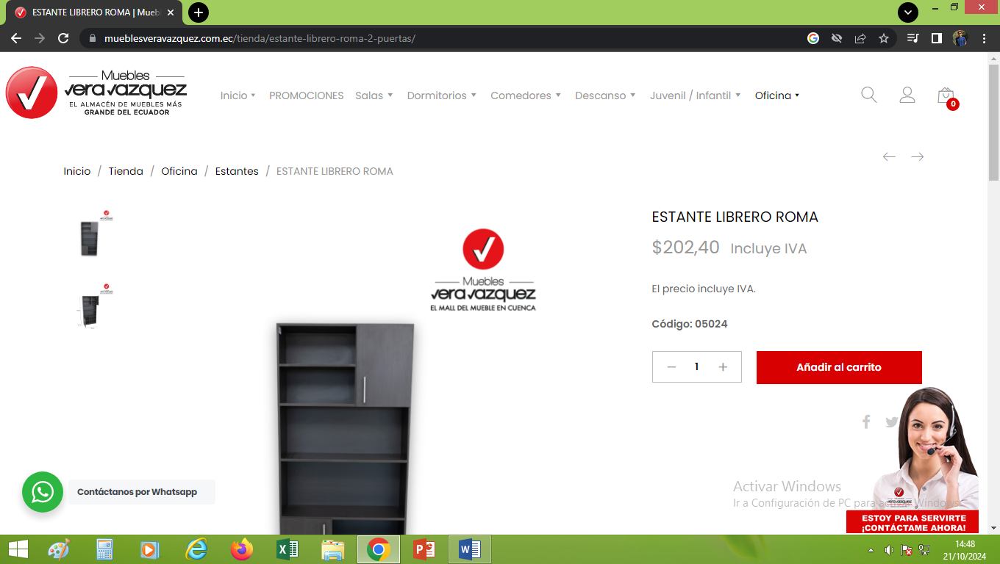 ESTANTE LIBRERO ROMA | Muebl
mueblesveravazquez.com.ec/tienda/estante-librero-roma-2-puertas/
Muebles
vera vazquez
EL ALMACÉN DE MUEBLES MÁS
GRANDE DEL ECUADOR
Inicio PROMOCIONES Salas Dormitorios Comedores Descanso Juvenil / Infantil Oficina
0
Inicio / Tienda / Oficina / Estantes / ESTANTE LIBRERO ROMA
Muebles
vera vazquez
EL MALL DEL MUEBLE EN CUENCA
ESTANTE LIBRERO ROMA
$202,40 Incluye IVA
El precio incluye IVA.
Código: 05024
− 1 +
Añadir al carrito
Contáctanos por Whatsapp
Activar Windows
Ir a Configuración de PC para Windows.
vera vazquez
ESTOY PARA SERVIRTE
¡CONTÁCTAME AHORA!
14:48
21/10/2024